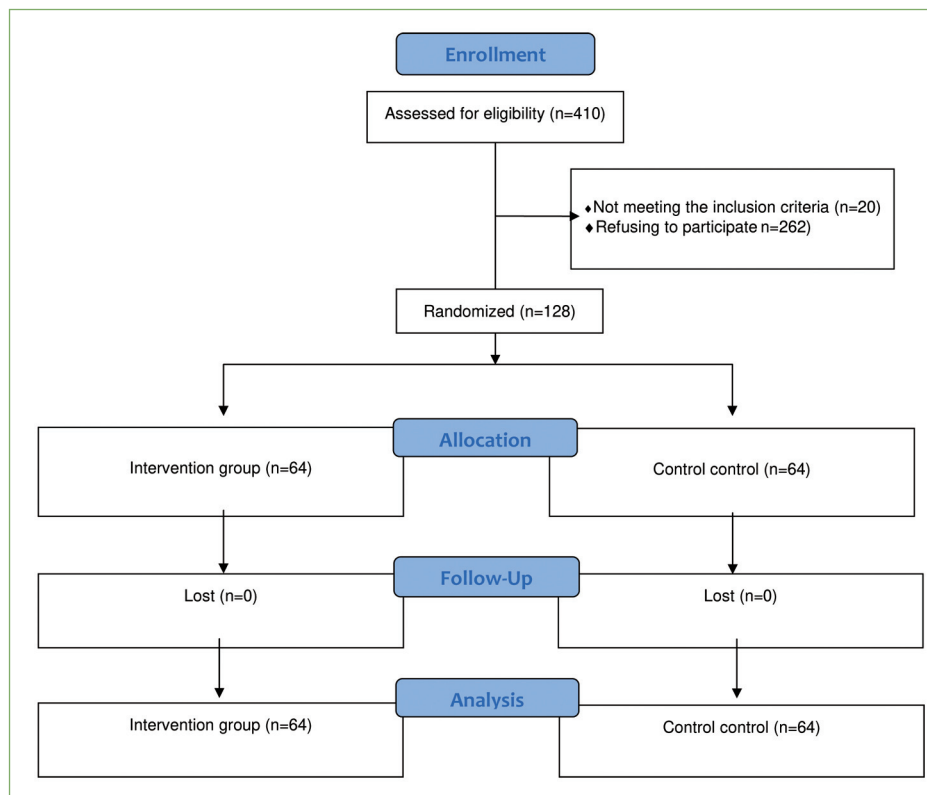 Enrollment
Assessed for eligibility (n=410)
♦Not meeting the inclusion criteria (n=20)
♦Refusing to participate n=262)
Randomized (n=128)
Allocation
Intervention group (n=64)
Control control (n=64)
Follow-Up
Lost (n=0)
Lost (n=0)
Analysis
Intervention group (n=64)
Control control (n=64)